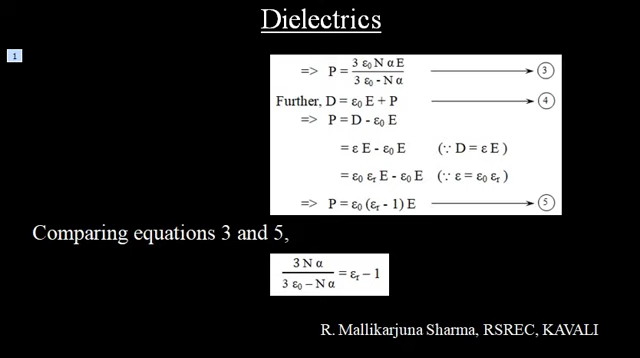 Dielectrics
1
=> P = 3 ε₀ N α E / 3 ε₀ - N α ⟶ ③
Further, D = ε₀ E + P ⟶ ④
=> P = D - ε₀ E
= ε E - ε₀ E (∵ D = ε E )
= ε₀ εᵣ E - ε₀ E (∵ ε = ε₀ εᵣ )
=> P = ε₀ (εᵣ - 1) E ⟶ ⑤
Comparing equations 3 and 5,
3 N α / 3 ε₀ – N α = εᵣ – 1
R. Mallikarjuna Sharma, RSREC, KAVALI